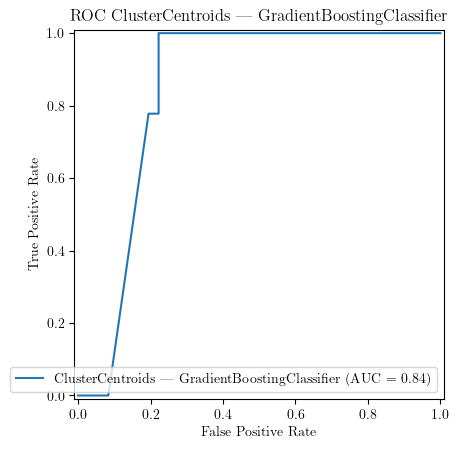 ROC ClusterCentroids — GradientBoostingClassifier
1.0
0.8
0.6
0.4
0.2
0.0
True Positive Rate
ClusterCentroids — GradientBoostingClassifier (AUC = 0.84)
0.0 0.2 0.4 0.6 0.8 1.0
False Positive Rate